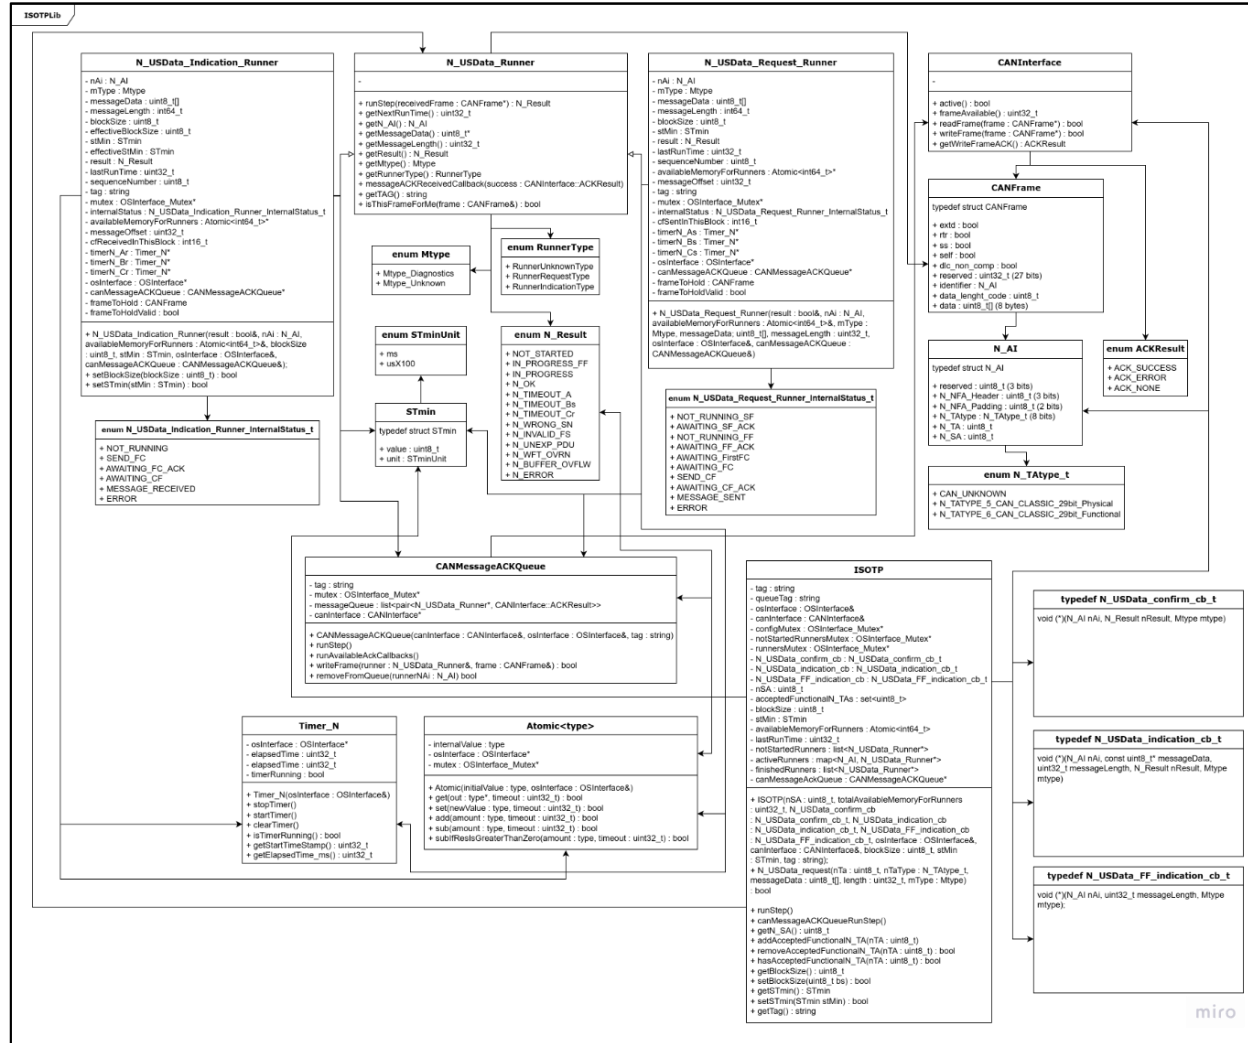 ISOTPLib
N_USData_Indication_Runner
- nAi : N_AI
- mType : Mtype
- messageData : uint8_t[]
- messageLength : int64_t
- blockSize : uint8_t
- effectiveBlockSize : uint8_t
- stMin : STmin
- effectiveStMin : STmin
- result : N_Result
- lastRunTime : uint32_t
- sequenceNumber : uint8_t
- tag : string
- mutex : OSInterface_Mutex*
- internalStatus : N_USData_Indication_Runner_InternalStatus_t
- availableMemoryForRunners : Atomic<int64_t>*
- messageOffset : uint32_t
- cfReceivedInThisBlock : int16_t
- timerN_Ar : Timer_N*
- timerN_Br : Timer_N*
- timerN_Cr : Timer_N*
- osInterface : OSInterface*
- canMessageACKQueue : CANMessageACKQueue*
- frameToHold : CANFrame
- frameToHoldValid : bool
+ N_USData_Indication_Runner(result : bool&, nAi : N_AI,
availableMemoryForRunners : Atomic<int64_t>&, blockSize
: uint8_t, stMin : STmin, osInterface : OSInterface&,
canMessageACKQueue : CANMessageACKQueue&);
+ setBlockSize(blockSize : uint8_t) : bool
+ setSTmin(stMin : STmin) : bool
enum N_USData_Indication_Runner_InternalStatus_t
+ NOT_RUNNING
+ SEND_FC
+ AWAITING_FC_ACK
+ AWAITING_CF
+ MESSAGE_RECEIVED
+ ERROR
N_USData_Runner
-
+ runStep(receivedFrame : CANFrame*) : N_Result
+ getNextRunTime() : uint32_t
+ getN_AI() : N_AI
+ getMessageData() : uint8_t*
+ getMessageLength() : uint32_t
+ getResult() : N_Result
+ getMtype() : Mtype
+ getRunnerType() : RunnerType
+ messageACKReceivedCallback(success : CANInterface::ACKResult)
+ getTAG() : string
+ isThisFrameForMe(frame : CANFrame&) : bool
enum Mtype
+ Mtype_Diagnostics
+ Mtype_Unknown
enum RunnerType
+ RunnerUnknownType
+ RunnerRequestType
+ RunnerIndicationType
enum STminUnit
+ ms
+ usX100
STmin
typedef struct STmin
+ value : uint8_t
+ unit : STminUnit
enum N_Result
+ NOT_STARTED
+ IN_PROGRESS_FF
+ IN_PROGRESS
+ N_OK
+ N_TIMEOUT_A
+ N_TIMEOUT_Bs
+ N_TIMEOUT_Cr
+ N_WRONG_SN
+ N_INVALID_FS
+ N_UNEXP_PDU
+ N_WFT_OVRN
+ N_BUFFER_OVFLW
+ N_ERROR
N_USData_Request_Runner
- nAi : N_AI
- mType : Mtype
- messageData : uint8_t[]
- messageLength : int64_t
- blockSize : uint8_t
- stMin : STmin
- result : N_Result
- lastRunTime : uint32_t
- sequenceNumber : uint8_t
- availableMemoryForRunners : Atomic<int64_t>*
- messageOffset : uint32_t
- tag : string
- mutex : OSInterface_Mutex*
- internalStatus : N_USData_Request_Runner_InternalStatus_t
- cfSentInThisBlock : int16_t
- timerN_As : Timer_N*
- timerN_Bs : Timer_N*
- timerN_Cs : Timer_N*
- osInterface : OSInterface*
- canMessageACKQueue : CANMessageACKQueue*
- frameToHold : CANFrame
- frameToHoldValid : bool
+ N_USData_Request_Runner(result : bool&, nAi : N_AI,
availableMemoryForRunners : Atomic<int64_t>&, mType :
Mtype, messageData : uint8_t[], messageLength : uint32_t,
osInterface : OSInterface&, canMessageACKQueue :
CANMessageACKQueue&)
enum N_USData_Request_Runner_InternalStatus_t
+ NOT_RUNNING_SF
+ AWAITING_SF_ACK
+ NOT_RUNNING_FF
+ AWAITING_FF_ACK
+ AWAITING_FirstFC
+ AWAITING_FC
+ SEND_CF
+ AWAITING_CF_ACK
+ MESSAGE_SENT
+ ERROR
CANInterface
-
+ active() : bool
+ frameAvailable() : uint32_t
+ readFrame(frame : CANFrame*) : bool
+ writeFrame(frame : CANFrame*) : bool
+ getWriteFrameACK() : ACKResult
CANFrame
typedef struct CANFrame
+ extd : bool
+ rtr : bool
+ ss : bool
+ self : bool
+ dlc_non_comp : bool
+ reserved : uint32_t (27 bits)
+ identifier : N_AI
+ data_lenght_code : uint8_t
+ data : uint8_t[] (8 bytes)
N_AI
typedef struct N_AI
+ reserved : uint8_t (3 bits)
+ N_NFA_Header : uint8_t (3 bits)
+ N_NFA_Padding : uint8_t (2 bits)
+ N_TAtype : N_TAtype_t (8 bits)
+ N_TA : uint8_t
+ N_SA : uint8_t
enum ACKResult
+ ACK_SUCCESS
+ ACK_ERROR
+ ACK_NONE
enum N_TAtype_t
+ CAN_UNKNOWN
+ N_TATYPE_5_CAN_CLASSIC_29bit_Physical
+ N_TATYPE_6_CAN_CLASSIC_29bit_Functional
CANMessageACKQueue
- tag : string
- mutex : OSInterface_Mutex*
- messageQueue : list<pair<N_USData_Runner*, CANInterface::ACKResult>>
- canInterface : CANInterface*
+ CANMessageACKQueue(canInterface : CANInterface&, osInterface : OSInterface&, tag : string)
+ runStep()
+ runAvailableAckCallbacks()
+ writeFrame(runner : N_USData_Runner&, frame : CANFrame&) : bool
+ removeFromQueue(runnerNAi : N_AI) bool
Timer_N
- osInterface : OSInterface*
- elapsedTime : uint32_t
- elapsedTime : uint32_t
- timerRunning : bool
+ Timer_N(osInterface : OSInterface&)
+ stopTimer()
+ startTimer()
+ clearTimer()
+ isTimerRunning() : bool
+ getStartTimeStamp() : uint32_t
+ getElapsedTime_ms() : uint32_t
Atomic<type>
- internalValue : type
- osInterface : OSInterface*
- mutex : OSInterface_Mutex*
+ Atomic(initialValue : type, osInterface : OSInterface&)
+ get(out : type*, timeout : uint32_t) : bool
+ set(newValue : type, timeout : uint32_t) : bool
+ add(amount : type, timeout : uint32_t) : bool
+ sub(amount : type, timeout : uint32_t) : bool
+ subIfResIsGreaterThanZero(amount : type, timeout : uint32_t) : bool
ISOTP
- tag : string
- queueTag : string
- osInterface : OSInterface&
- canInterface : CANInterface&
- configMutex : OSInterface_Mutex*
- notStartedRunnersMutex : OSInterface_Mutex*
- runnersMutex : OSInterface_Mutex*
- N_USData_confirm_cb : N_USData_confirm_cb_t
- N_USData_indication_cb : N_USData_indication_cb_t
- N_USData_FF_indication_cb : N_USData_FF_indication_cb_t
- nSA : uint8_t
- acceptedFunctionalN_TAs : set<uint8_t>
- blockSize : uint8_t
- stMin : STmin
- availableMemoryForRunners : Atomic<int64_t>
- lastRunTime : uint32_t
- notStartedRunners : list<N_USData_Runner*>
- activeRunners : map<N_AI, N_USData_Runner*>
- finishedRunners : list<N_USData_Runner*>
- canMessageAckQueue : CANMessageACKQueue*
+ ISOTP(nSA : uint8_t, totalAvailableMemoryForRunners
: uint32_t, N_USData_confirm_cb
: N_USData_confirm_cb_t, N_USData_indication_cb
: N_USData_indication_cb_t, N_USData_FF_indication_cb
: N_USData_FF_indication_cb_t, osInterface : OSInterface&,
canInterface : CANInterface&, blockSize : uint8_t, stMin
: STmin, tag : string);
+ N_USData_request(nTa : uint8_t, nTaType : N_TAtype_t,
messageData : uint8_t[], length : uint32_t, mType : Mtype)
: bool
+ runStep()
+ canMessageACKQueueRunStep()
+ getN_SA() : uint8_t
+ addAcceptedFunctionalN_TA(nTA : uint8_t)
+ removeAcceptedFunctionalN_TA(nTA : uint8_t) : bool
+ hasAcceptedFunctionalN_TA(nTA : uint8_t) : bool
+ getBlockSize() : uint8_t
+ setBlockSize(uint8_t bs) : bool
+ getSTmin() : STmin
+ setSTmin(STmin stMin) : bool
+ getTag() : string
typedef N_USData_confirm_cb_t
void (*)(N_AI nAi, N_Result nResult, Mtype mtype)
typedef N_USData_indication_cb_t
void (*)(N_AI nAi, const uint8_t* messageData,
uint32_t messageLength, N_Result nResult, Mtype
mtype)
typedef N_USData_FF_indication_cb_t
void (*)(N_AI nAi, uint32_t messageLength, Mtype
mtype);
miro